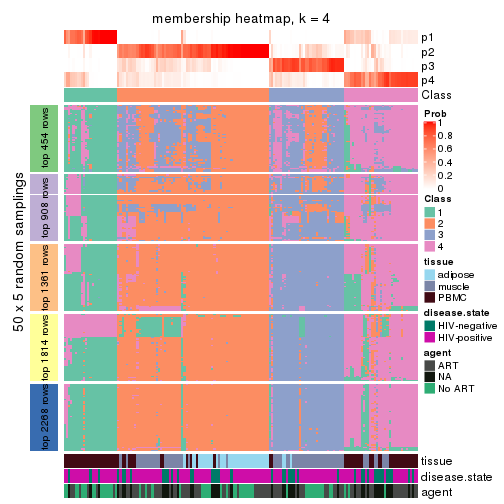 membership heatmap, k = 4
p1
p2
p3
p4
Class
50 x 5 random samplings
top 454 rows
top 908 rows
top 1361 rows
top 1814 rows
top 2268 rows
tissue
disease.state
agent
Prob
1
0.8
0.6
0.4
0.2
0
Class
1
2
3
4
tissue
adipose
muscle
PBMC
disease.state
HIV-negative
HIV-positive
agent
ART
NA
No ART